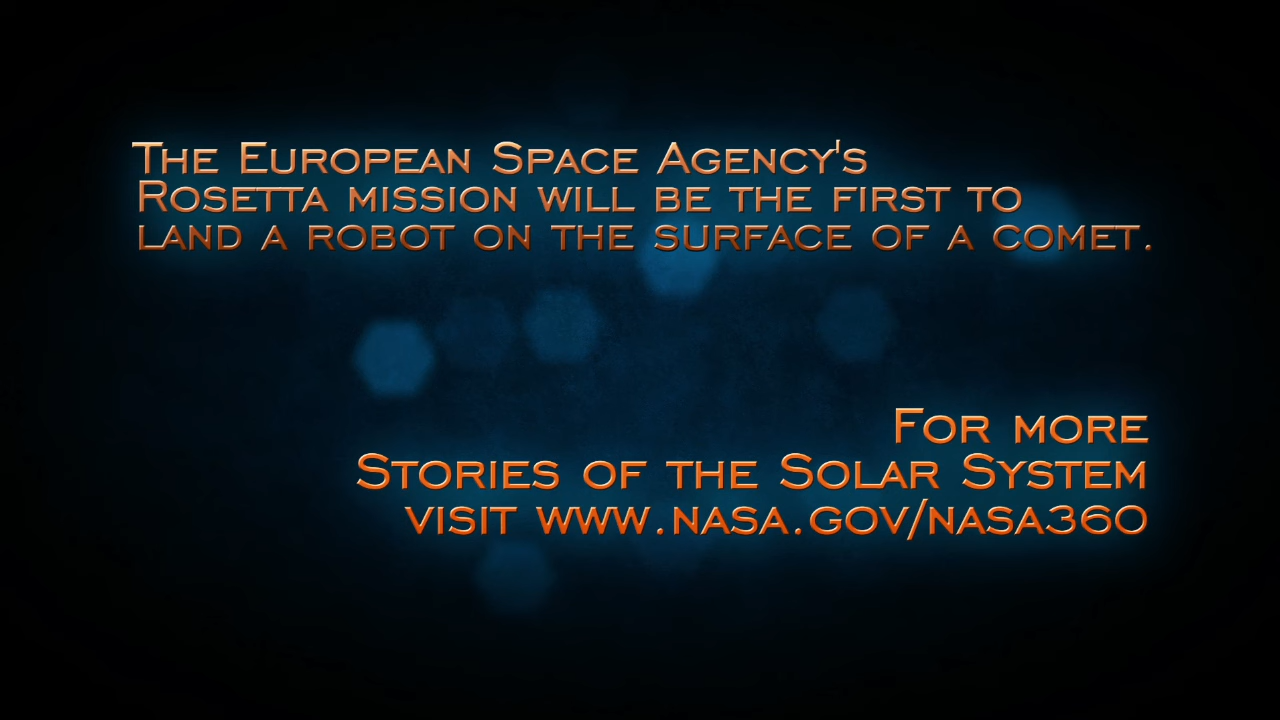 The European Space Agency's
Rosetta mission will be the first to
land a robot on the surface of a comet.
For more
Stories of the Solar System
visit www.nasa.gov/nasa360